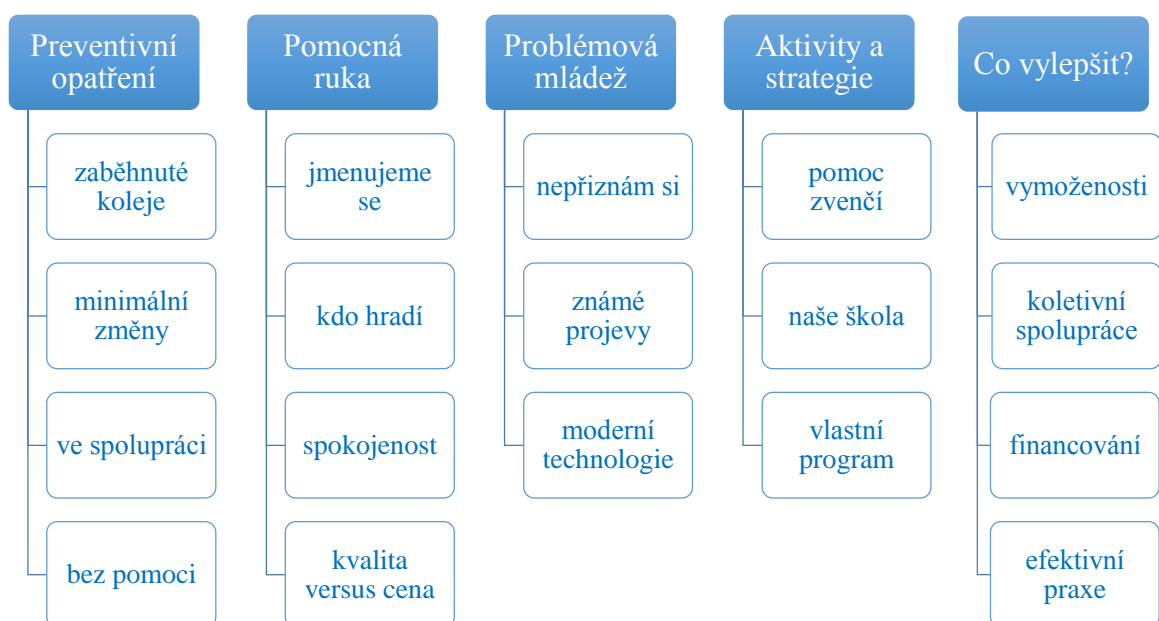 Preventivní
opatření
zaběhnuté
koleje
minimální
změny
ve spolupráci
bez pomoci
Pomocná
ruka
jmenujeme
se
kdo hradí
spokojenost
kvalita
versus cena
Problémová
mládež
nepřiznám si
známé
projevy
moderní
technologie
Aktivity a
strategie
pomoc
zvenčí
naše škola
vlastní
program
Co vylepšit?
vymoženosti
koletivní
spolupráce
financování
efektivní
praxe